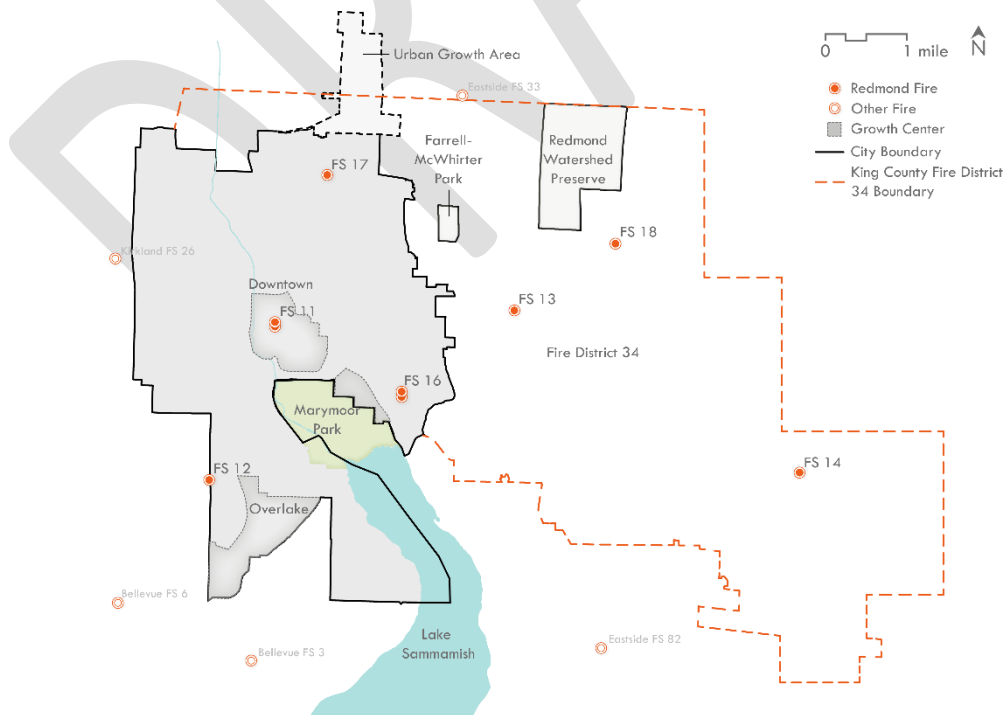 Urban Growth Area
Eastside FS 33
Farrell-
McWhirter
Park
Redmond
Watershed
Preserve
FS 17
FS 18
Kirkland FS 26
Downtown
FS 11
FS 13
Fire District 34
FS 16
Marymoor
Park
FS 12
FS 14
Overlake
Bellevue FS 6
Lake
Sammamish
Eastside FS 82
Bellevue FS 3
0 1 mile
N
Redmond Fire
Other Fire
Growth Center
City Boundary
King County Fire District
34 Boundary